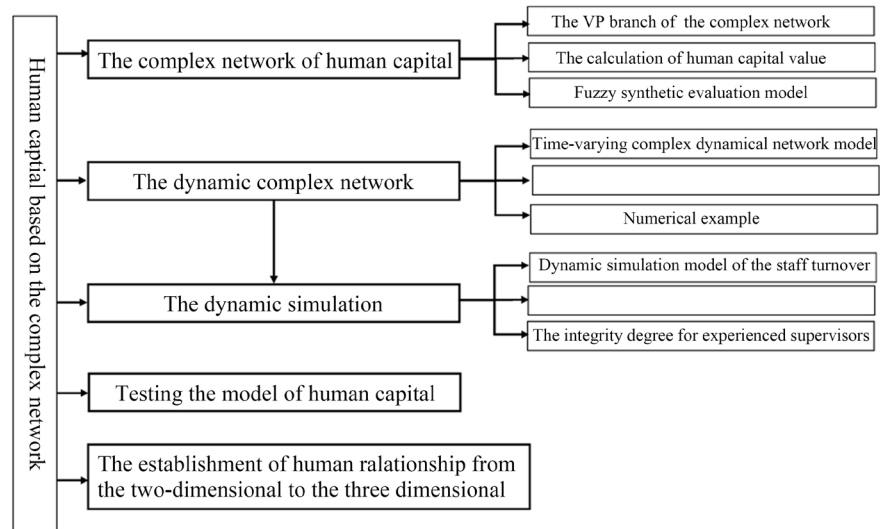 Human captial based on the complex network
The complex network of human capital
The VP branch of the complex network
The calculation of human capital value
Fuzzy synthetic evaluation model
The dynamic complex network
Time-varying complex dynamical network model
Numerical example
The dynamic simulation
Dynamic simulation model of the staff turnover
The integrity degree for experienced supervisors
Testing the model of human capital
The establishment of human ralationship from
the two-dimensional to the three dimensional